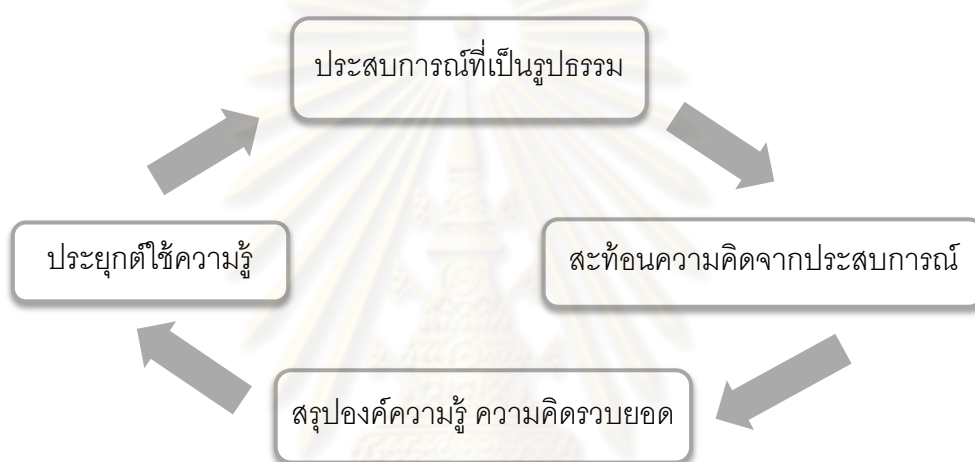 ประสบการณ์ที่เป็นรูปธรรม
ประยุกต์ใช้ความรู้
สะท้อนความคิดจากประสบการณ์
สรุปองค์ความรู้ ความคิดรวบยอด